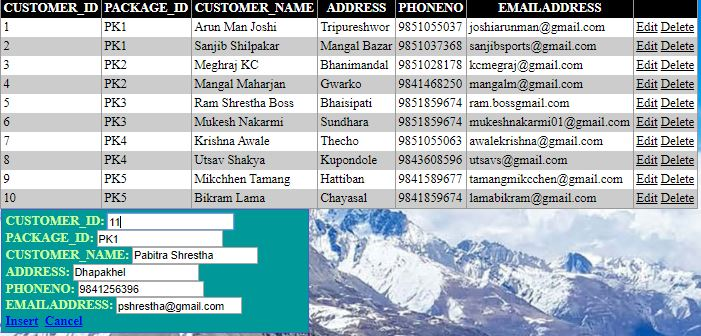 CUSTOMER_ID PACKAGE_ID CUSTOMER_NAME ADDRESS PHONENO EMAILADDRESS
1 PK1 Arun Man Joshi Tripureshwor 9851055037 joshiarunman@gmail.com Edit Delete
2 PK1 Sanjib Shilpakar Mangal Bazar 9851037368 sanjibsports@gmail.com Edit Delete
3 PK2 Meghraj KC Bhanimandal 9851028178 kcmegraj@gmail.com Edit Delete
4 PK2 Mangal Maharjan Gwarko 9841468250 mangalm@gmail.com Edit Delete
5 PK3 Ram Shrestha Boss Bhaisipati 9851859674 ram.bossgmail.com Edit Delete
6 PK3 Mukesh Nakarmi Sundhara 9851859674 mukeshnakarmi01@gmail.com Edit Delete
7 PK4 Krishna Awale Thecho 9851055063 awalekrishna@gmail.com Edit Delete
8 PK4 Utsav Shakya Kupondole 9843608596 utsavs@gmail.com Edit Delete
9 PK5 Mikchhen Tamang Hattiban 9841589677 tamangmikcchen@gmail.com Edit Delete
10 PK5 Bikram Lama Chayasal 9841859674 lamabikram@gmail.com Edit Delete
CUSTOMER_ID: 11
PACKAGE_ID: PK1
CUSTOMER_NAME: Pabitra Shrestha
ADDRESS: Dhapakhel
PHONENO: 9841256396
EMAILADDRESS: pshrestha@gmail.com
Insert Cancel